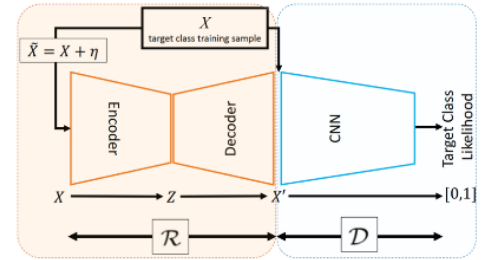 X
target class training sample
X̃ = X + η
Encoder
Decoder
CNN
Target Class
Likelihood
X
Z
X′
[0,1]
ℛ
𝒟